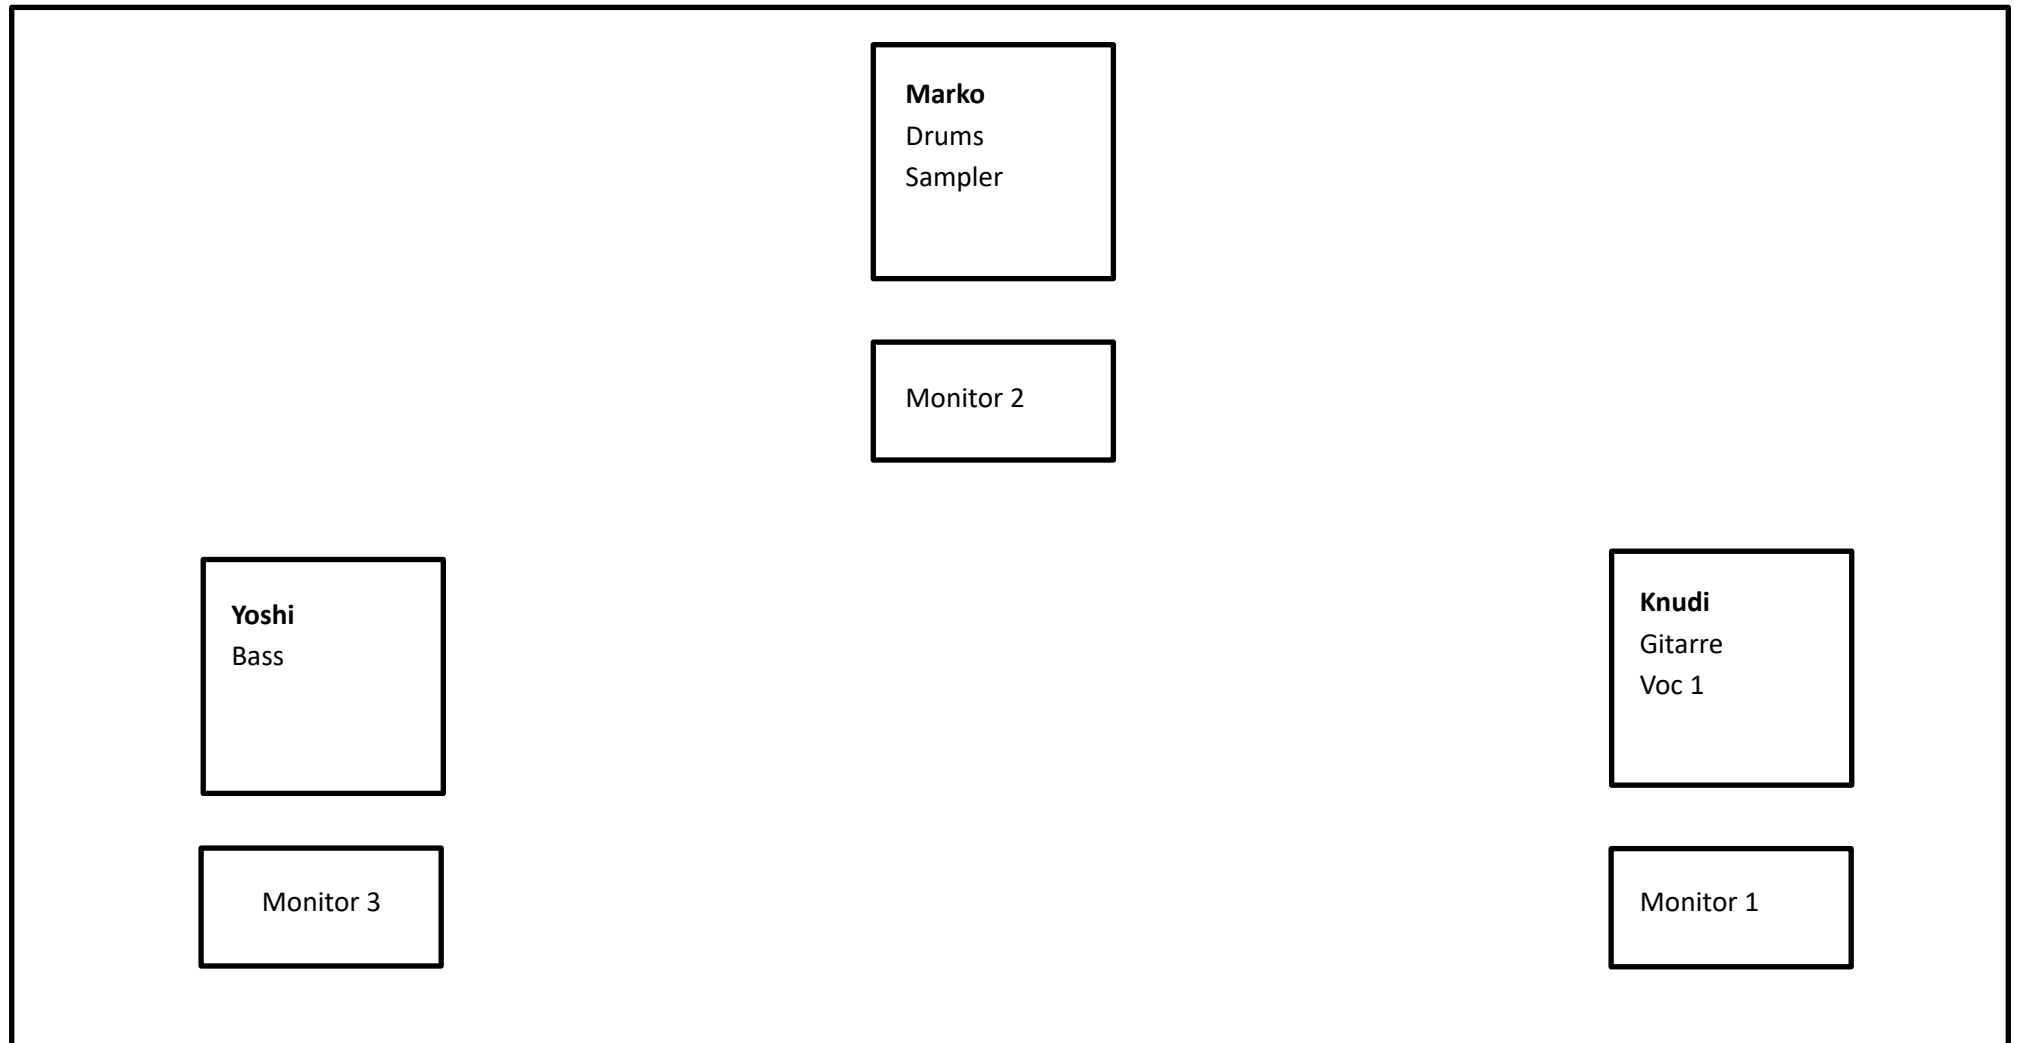 Marko
Drums
Sampler
Monitor 2
Yoshi
Bass
Knudi
Gitarre
Voc 1
Monitor 3
Monitor 1